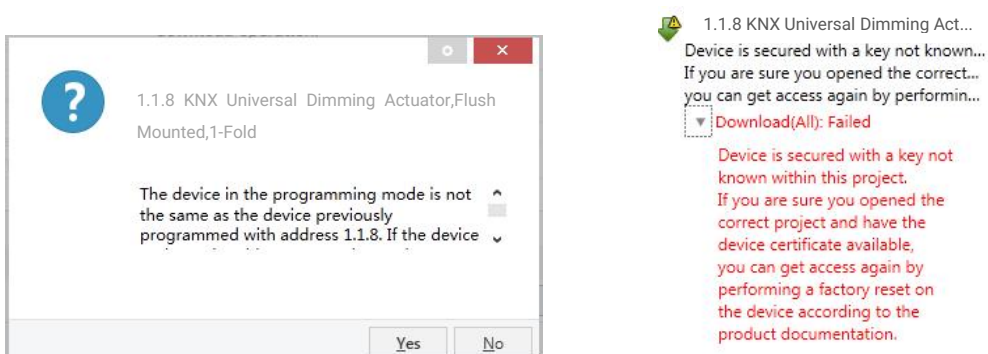 1.1.8 KNX Universal Dimming Actuator,Flush
Mounted,1-Fold
The device in the programming mode is not
the same as the device previously
programmed with address 1.1.8. If the device
Yes
No
1.1.8 KNX Universal Dimming Act...
Device is secured with a key not known...
If you are sure you opened the correct...
you can get access again by performin...
Download(All): Failed
Device is secured with a key not
known within this project.
If you are sure you opened the
correct project and have the
device certificate available,
you can get access again by
performing a factory reset on
the device according to the
product documentation.